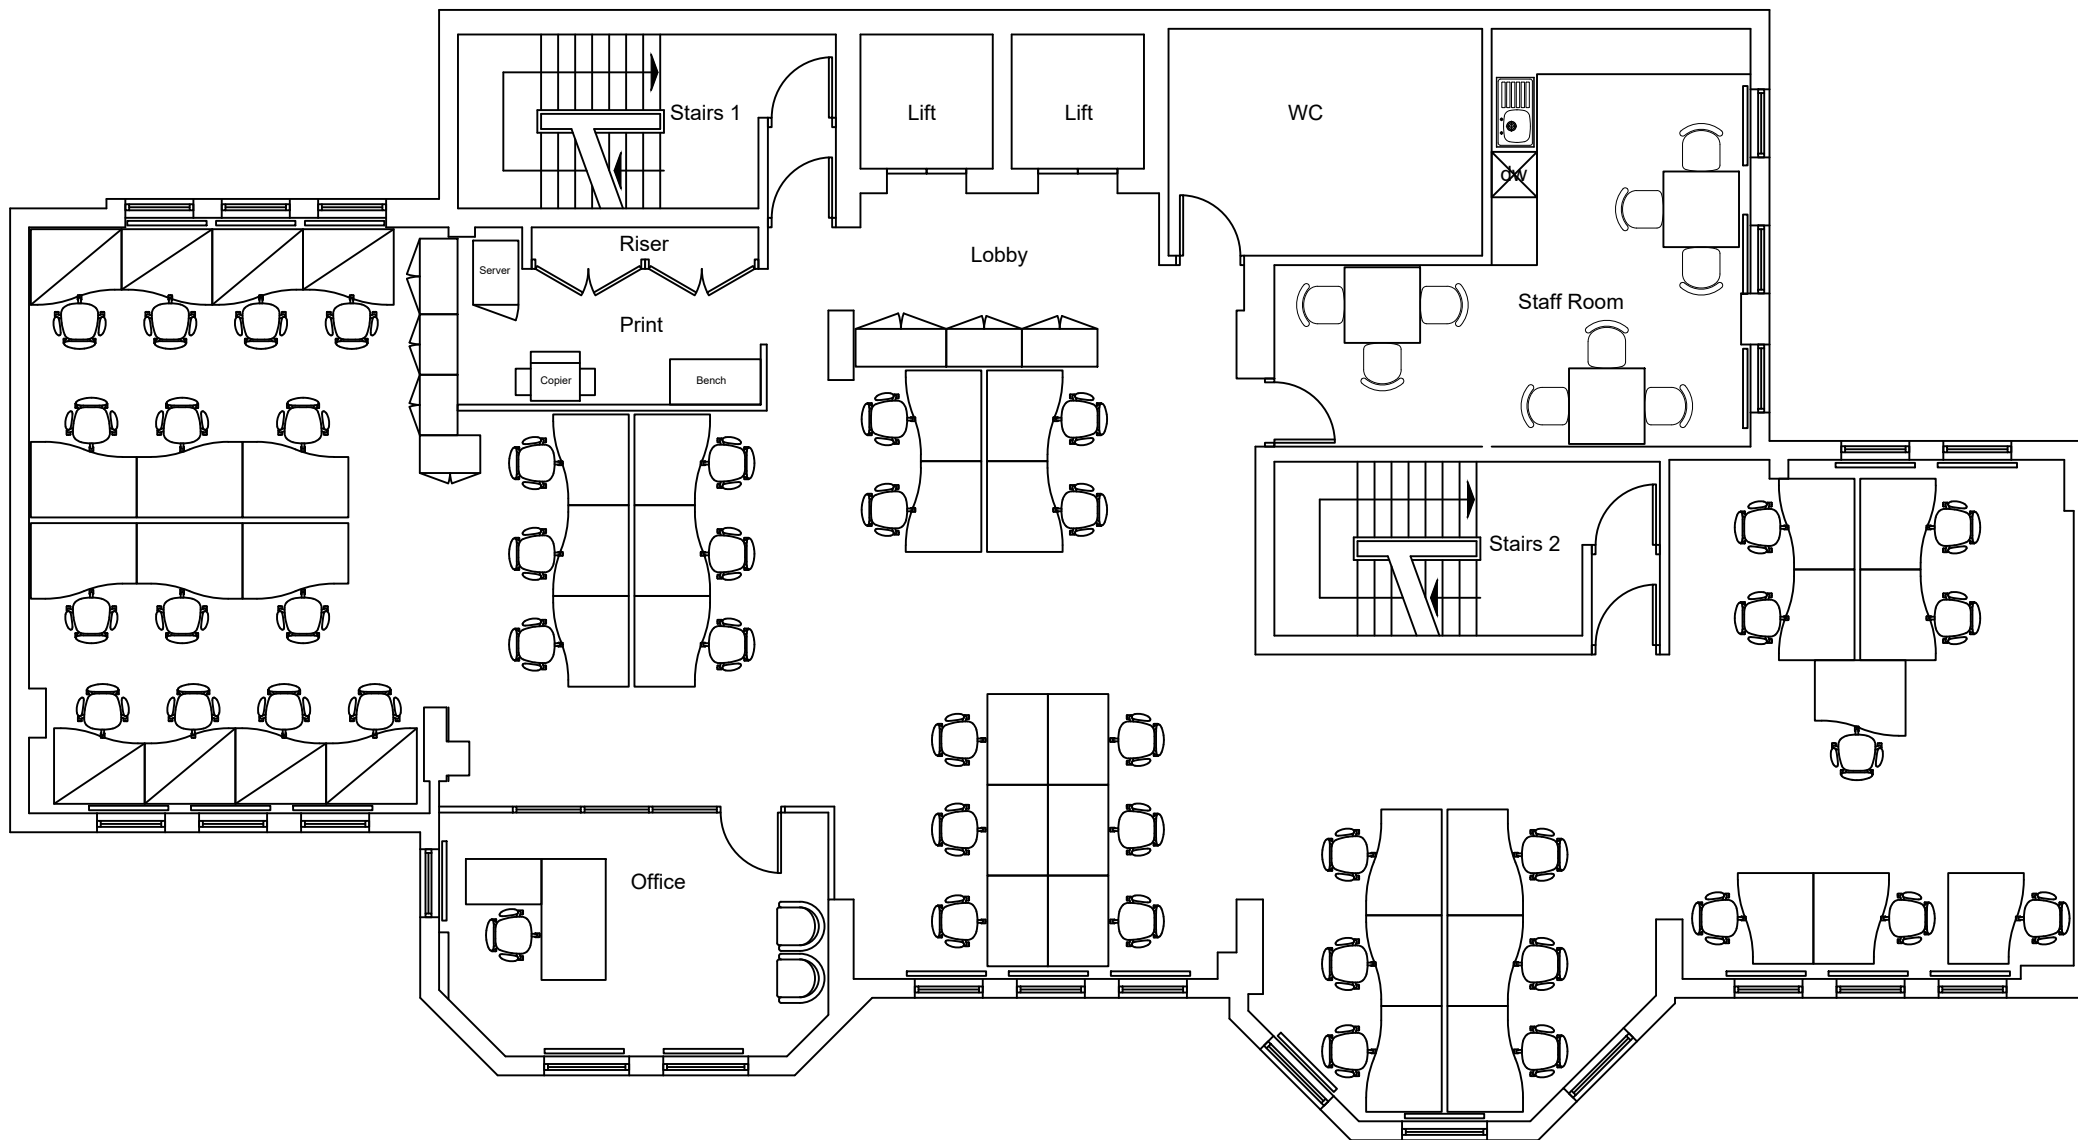 Stairs 1
Lift
Lift
WC
dw
Riser
Server
Lobby
Staff Room
Print
Copier
Bench
Stairs 2
Office